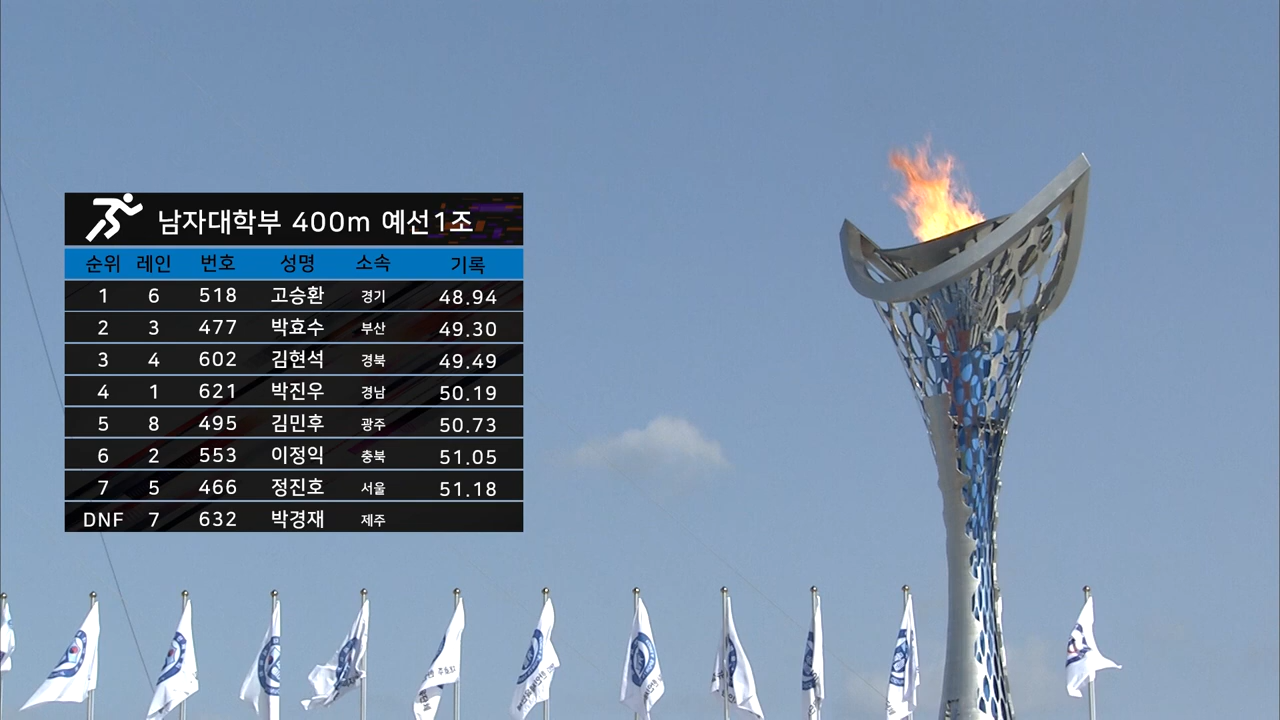 남자대학부 400m 예선1조
순위 레인 번호 성명 소속 기록
1 6 518 고승환 경기 48.94
2 3 477 박효수 부산 49.30
3 4 602 김현석 경북 49.49
4 1 621 박진우 경남 50.19
5 8 495 김민후 광주 50.73
6 2 553 이정익 충북 51.05
7 5 466 정진호 서울 51.18
DNF 7 632 박경재 제주